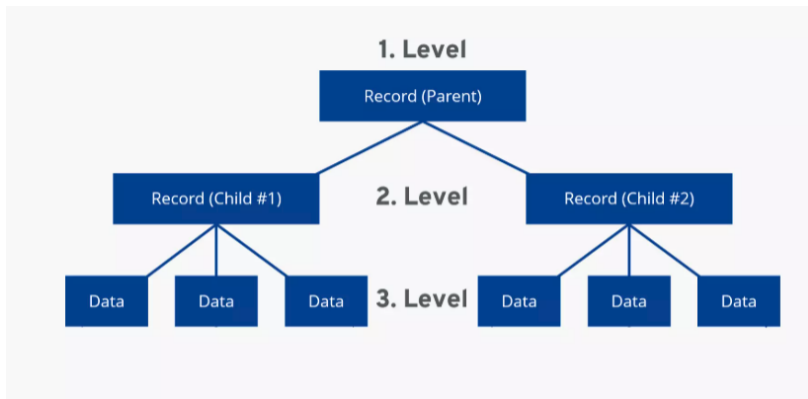 1. Level
Record (Parent)
Record (Child #1)
2. Level
Record (Child #2)
Data
Data
Data
3. Level
Data
Data
Data